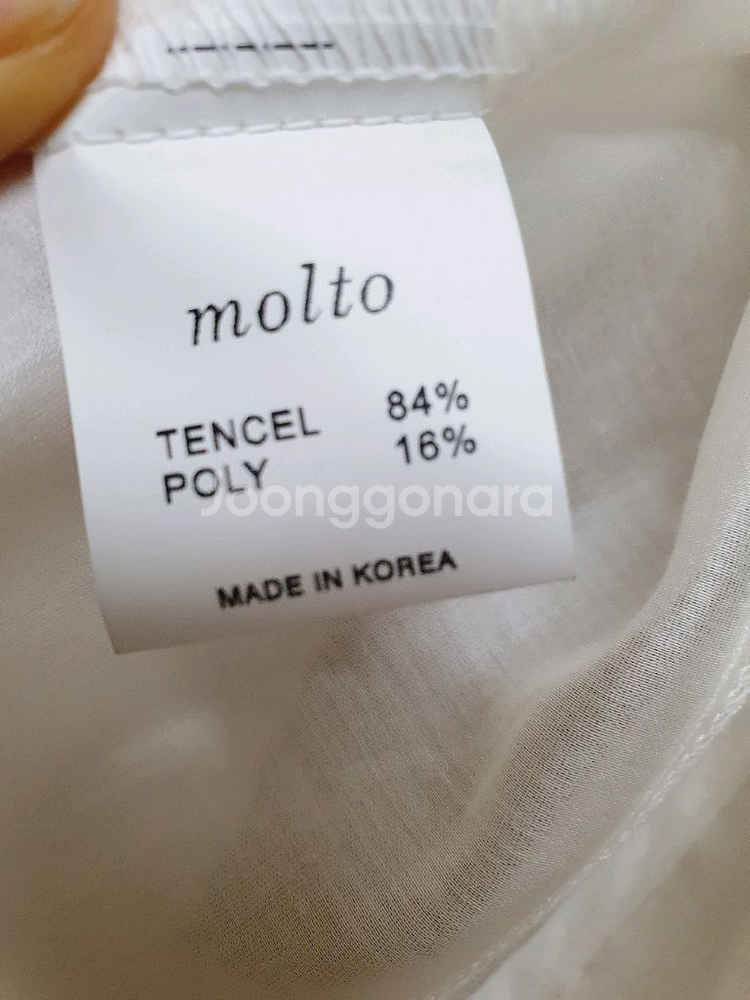 molto
TENCEL 84%
POLY 16%
Joonggonara
MADE IN KOREA